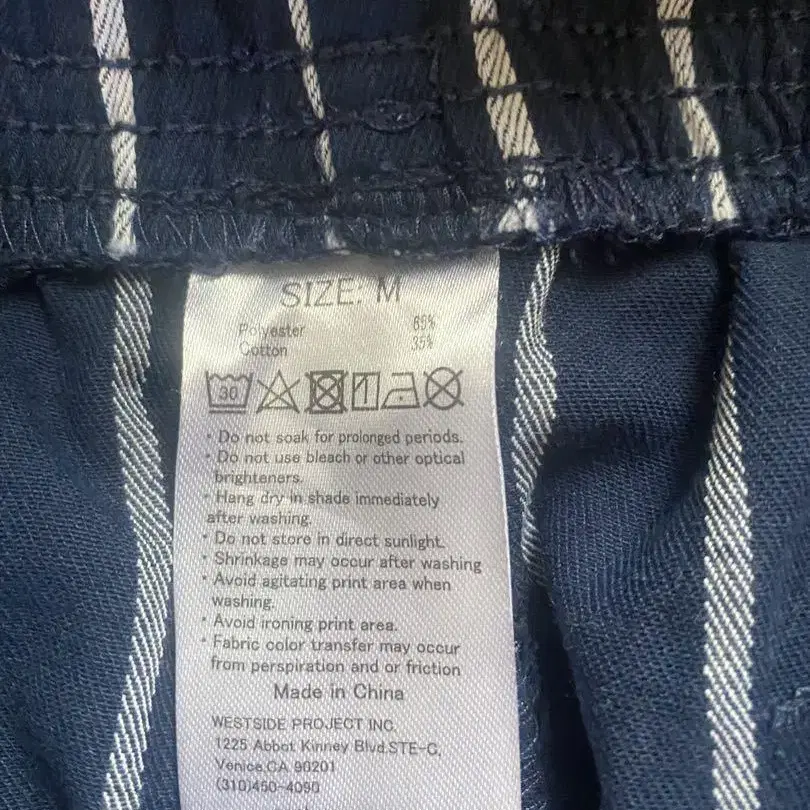 SIZE: M
Polyester 65%
Cotton 35%
30
• Do not soak for prolonged periods.
• Do not use bleach or other optical
brighteners.
• Hang dry in shade immediately
after washing.
• Do not store in direct sunlight.
• Shrinkage may occur after washing
• Avoid agitating print area when
washing.
• Avoid ironing print area.
• Fabric color transfer may occur
from perspiration and or friction
Made in China
WESTSIDE PROJECT INC.
1225 Abbot Kinney Blvd.STE-C,
Venice.CA 90201
(310)450-4090